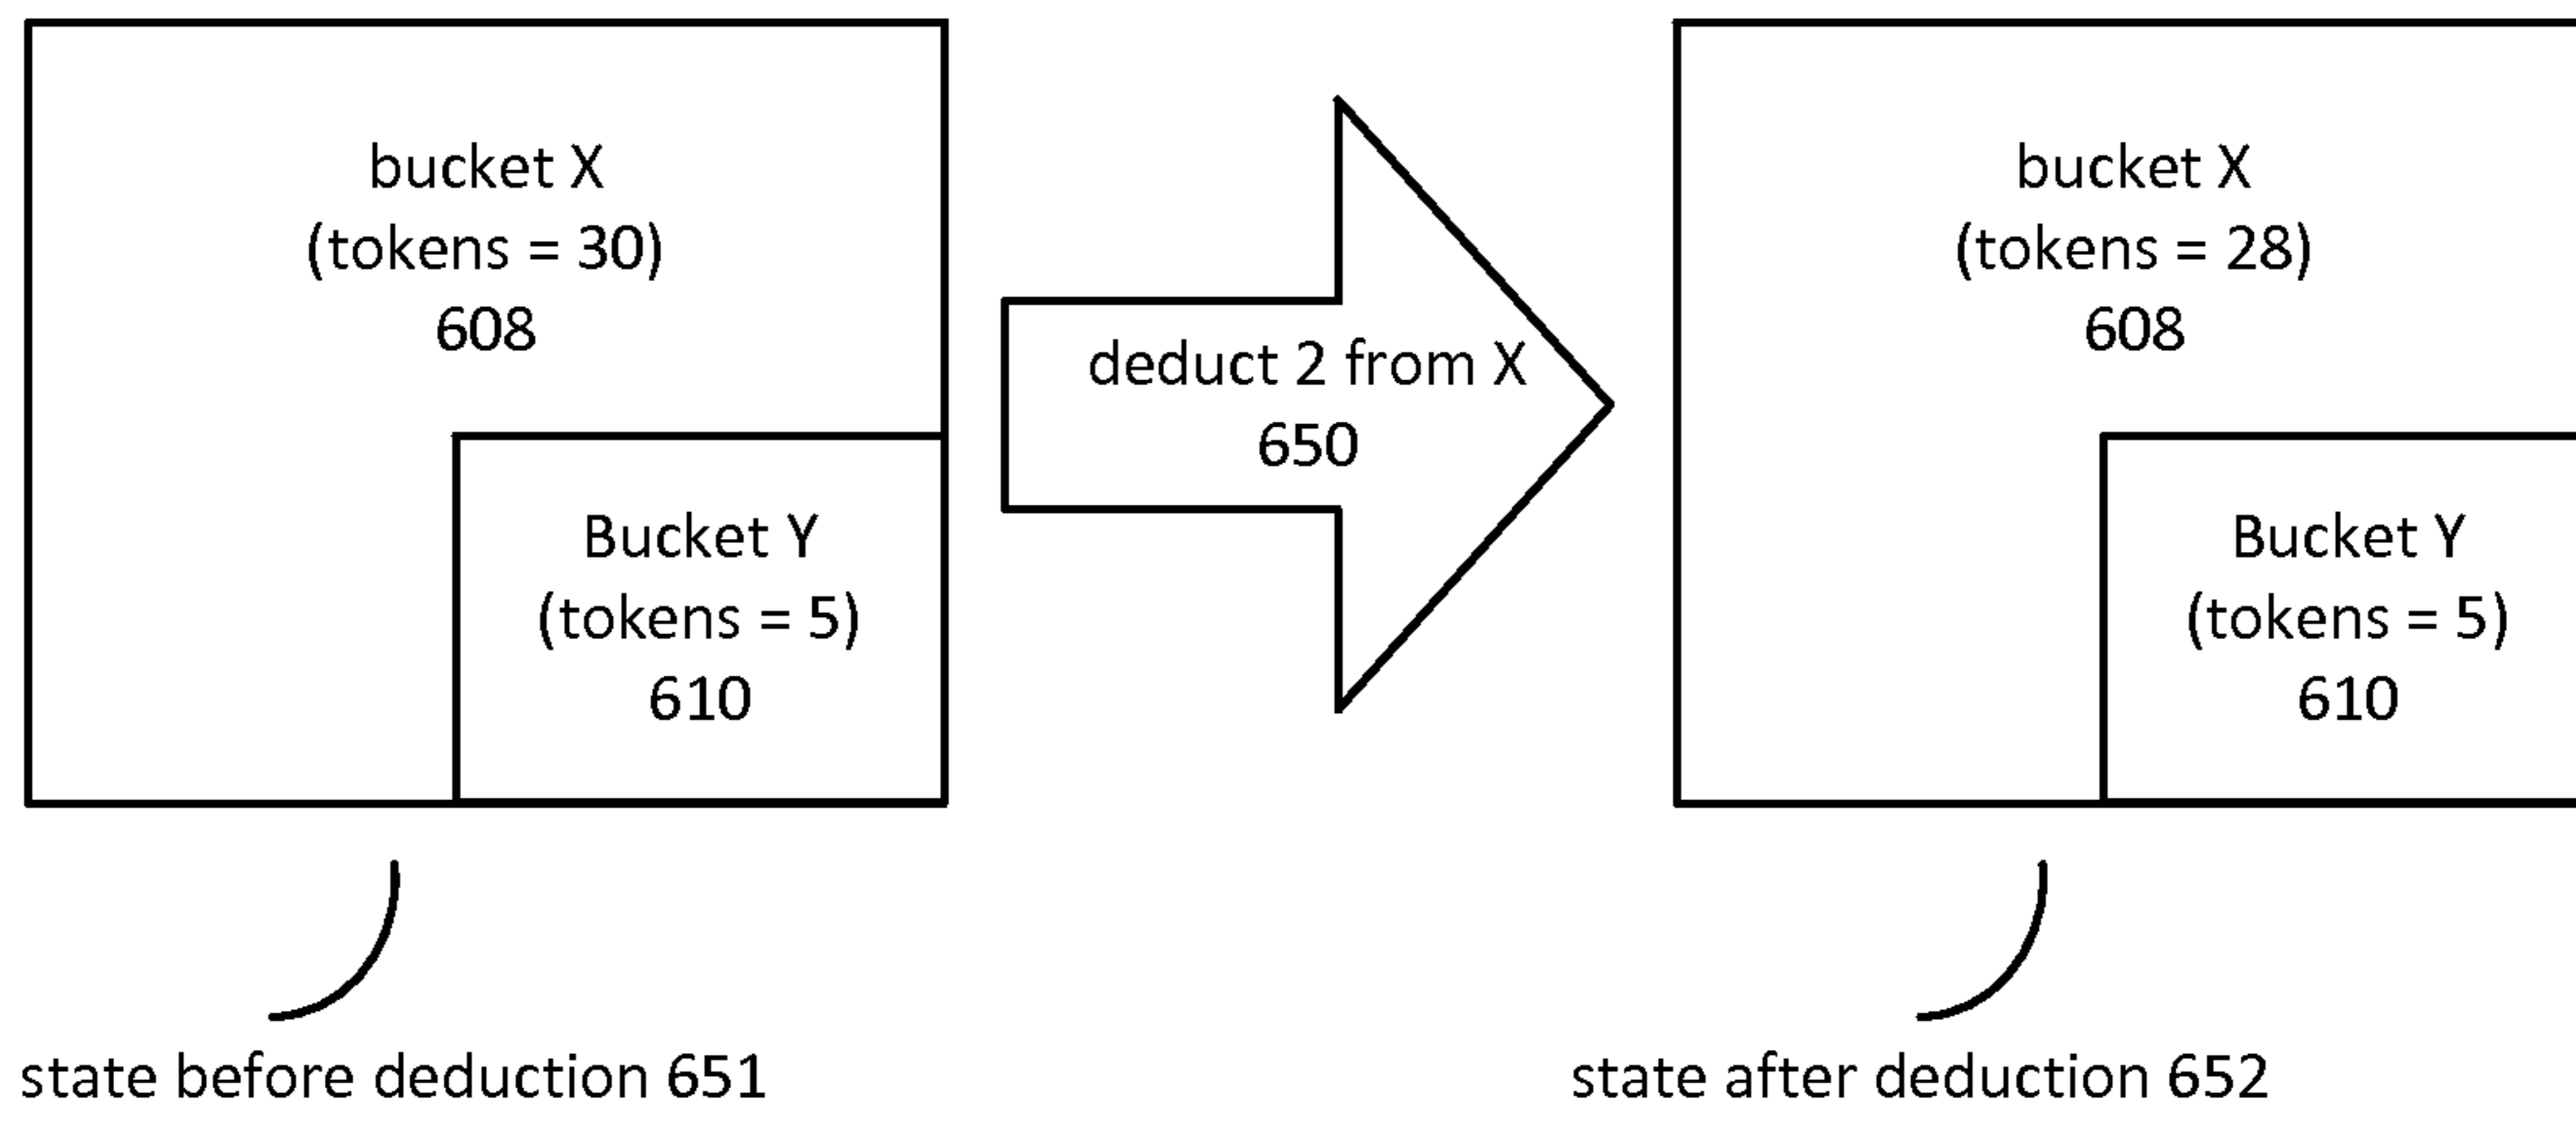 bucket X
(tokens = 30)
608
Bucket Y
(tokens = 5)
610
state before deduction 651
deduct 2 from X
650
bucket X
(tokens = 28)
608
Bucket Y
(tokens = 5)
610
state after deduction 652